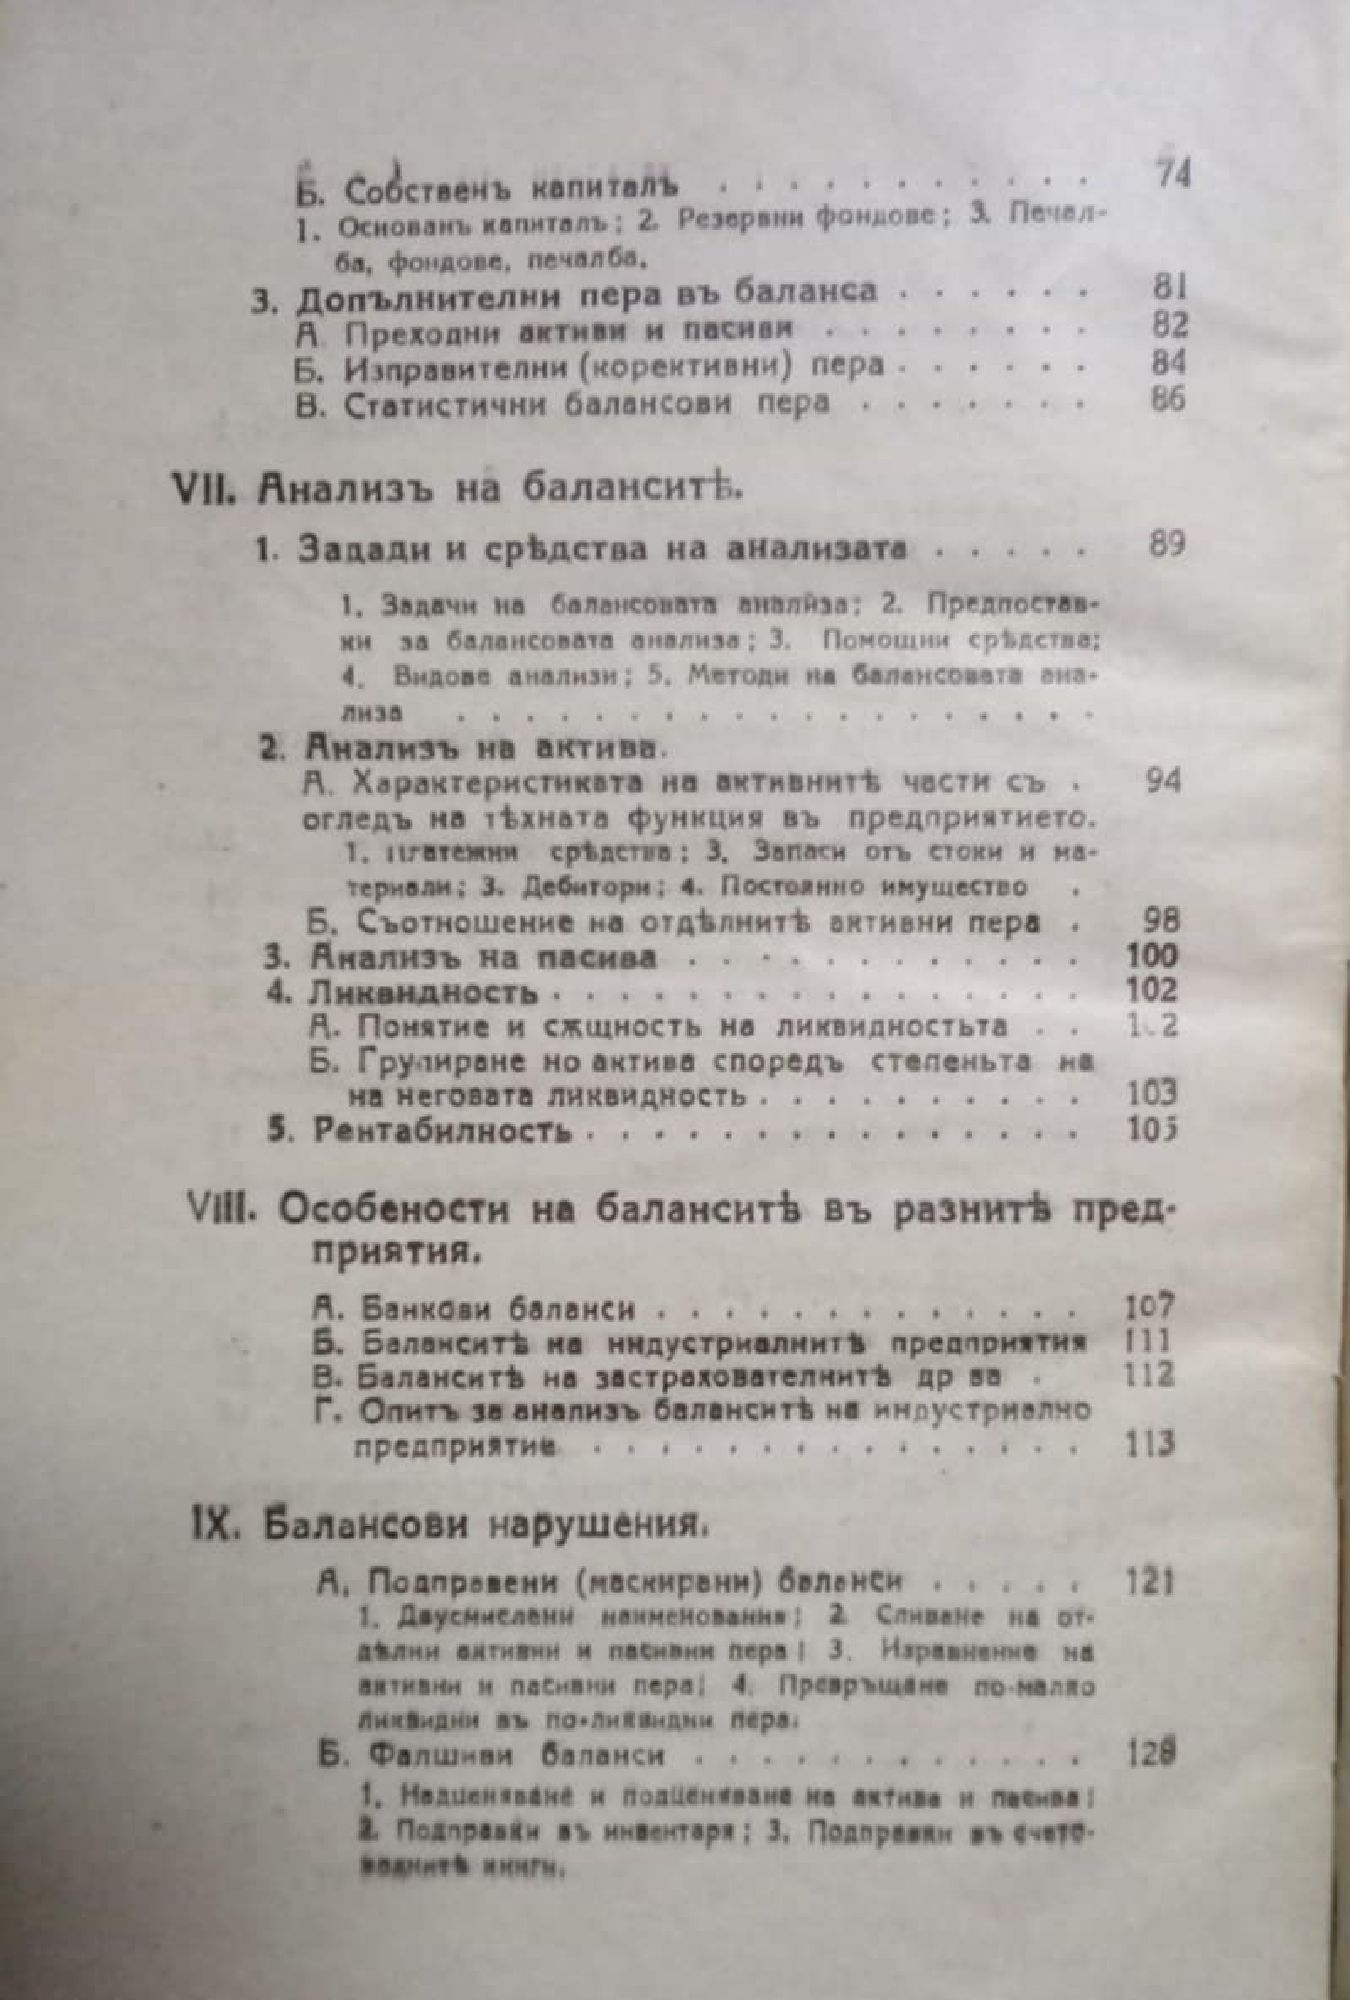 Б. Собственъ капиталъ . . . . . . . . . . . 74
1. Основанъ капиталъ; 2. Резервни фондове; 3. Печал-
ба, фондове, печалба.
3. Допълнителни пера въ баланса . . . . . . 81
А. Преходни активи и пасиви . . . . . . . . 82
Б. Изправителни (корективни) пера . . . . . . 84
В. Статистични балансови пера . . . . . . . 86
VII. Анализъ на баланситѣ.
1. Задади и срѣдства на анализата . . . . . 89
1. Задачи на балансовата анализа; 2. Предпостав-
ки за балансовата анализа; 3. Помощни срѣдства;
4. Видове анализи; 5. Методи на балансовата ана-
лиза . . . . . . . . . . . . . . . . . . .
2. Анализъ на актива.
А. Характеристиката на активнитѣ части съ . 94
огледъ на тѣхната функция въ предприятието.
1. Платежни срѣдства; 3. Запаси отъ стоки и ма-
териали; 3. Дебитори; 4. Постоянно имущество .
Б. Съотношение на отдѣлнитѣ активни пера . 98
3. Анализъ на пасива . . . . . . . . . . . . 100
4. Ликвидность . . . . . . . . . . . . . . . . 102
А. Понятие и сѫщность на ликвидностьта . . 1.2
Б. Групиране но актива споредъ степеньта на
на неговата ликвидность . . . . . . . . . . 103
5. Рентабилность . . . . . . . . . . . . . . . 105
VIII. Особености на баланситѣ въ разнитѣ пред-
приятия.
А. Банкови баланси . . . . . . . . . . . . . 107
Б. Баланситѣ на индустриалнитѣ предприятия 111
В. Баланситѣ на застрахователнитѣ др ва . 112
Г. Опитъ за анализъ баланситѣ на индустриално
предприятие . . . . . . . . . . . . . . . 113
IX. Балансови нарушения.
А. Подправени (маскирани) баланси . . . . . 121
1. Двусмислени наименования; 2. Сливане на от-
дѣлни активни и пасивни пера; 3. Изравнение на
активни и пасивни пера; 4. Превръщане по-малко
ликвидни въ по-ликвидни пера.
Б. Фалшиви баланси . . . . . . . . . . . . 128
1. Надценяване и подценяване на актива и пасива;
2. Подправки въ инвентаря; 3. Подправки въ счето-
воднитѣ книги.